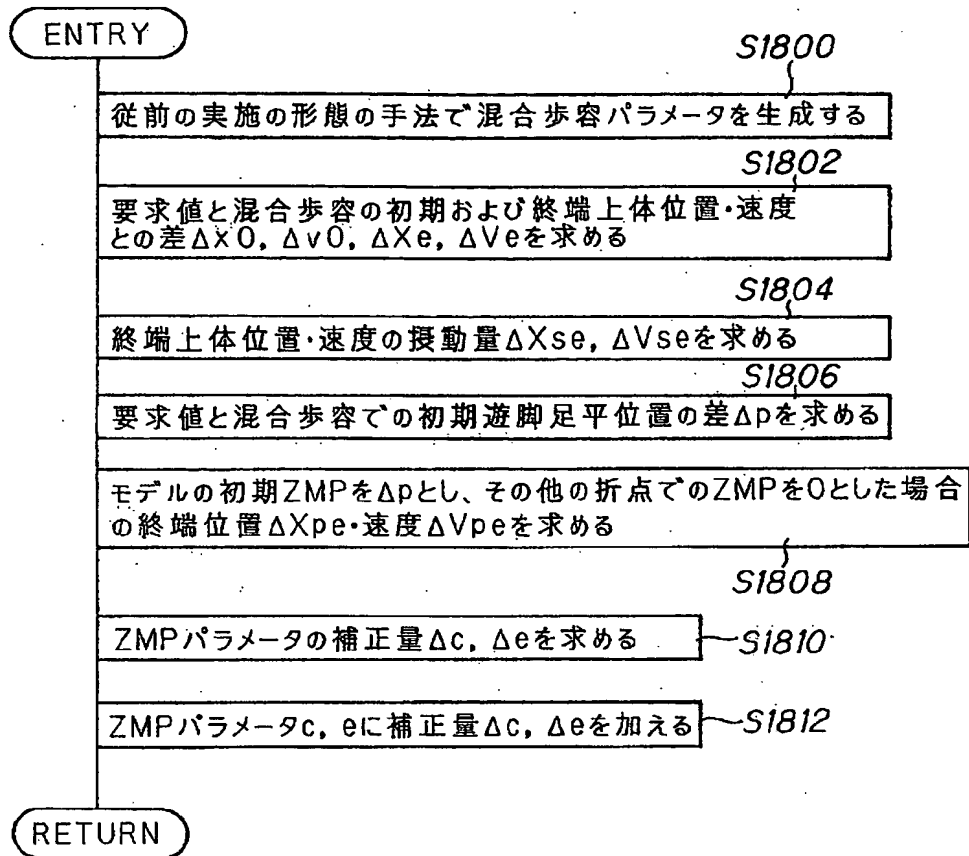 ENTRY
S1800
従前の実施の形態の手法で混合歩容パラメータを生成する
S1802
要求値と混合歩容の初期および終端上体位置・速度
との差Δx0, Δv0, ΔXe, ΔVeを求める
S1804
終端上体位置・速度の摂動量ΔXse, ΔVseを求める
S1806
要求値と混合歩容での初期遊脚足平位置の差Δpを求める
モデルの初期ZMPをΔpとし、その他の折点でのZMPを0とした場合
の終端位置ΔXpe・速度ΔVpeを求める
S1808
ZMPパラメータの補正量Δc, Δeを求める
S1810
ZMPパラメータc, eに補正量Δc, Δeを加える
S1812
RETURN